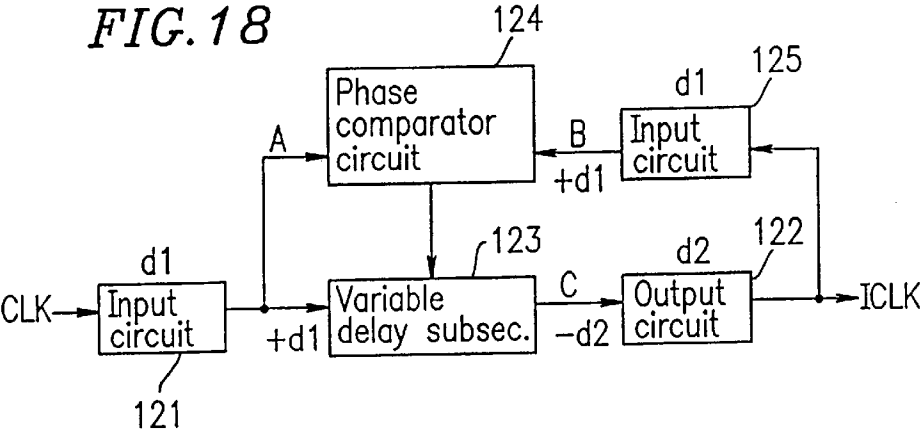 FIG.18
124
Phase
comparator
circuit
A
B
+d1
d1
125
Input
circuit
CLK
d1
Input
circuit
121
+d1
123
Variable
delay subsec.
C
-d2
d2
122
Output
circuit
ICLK